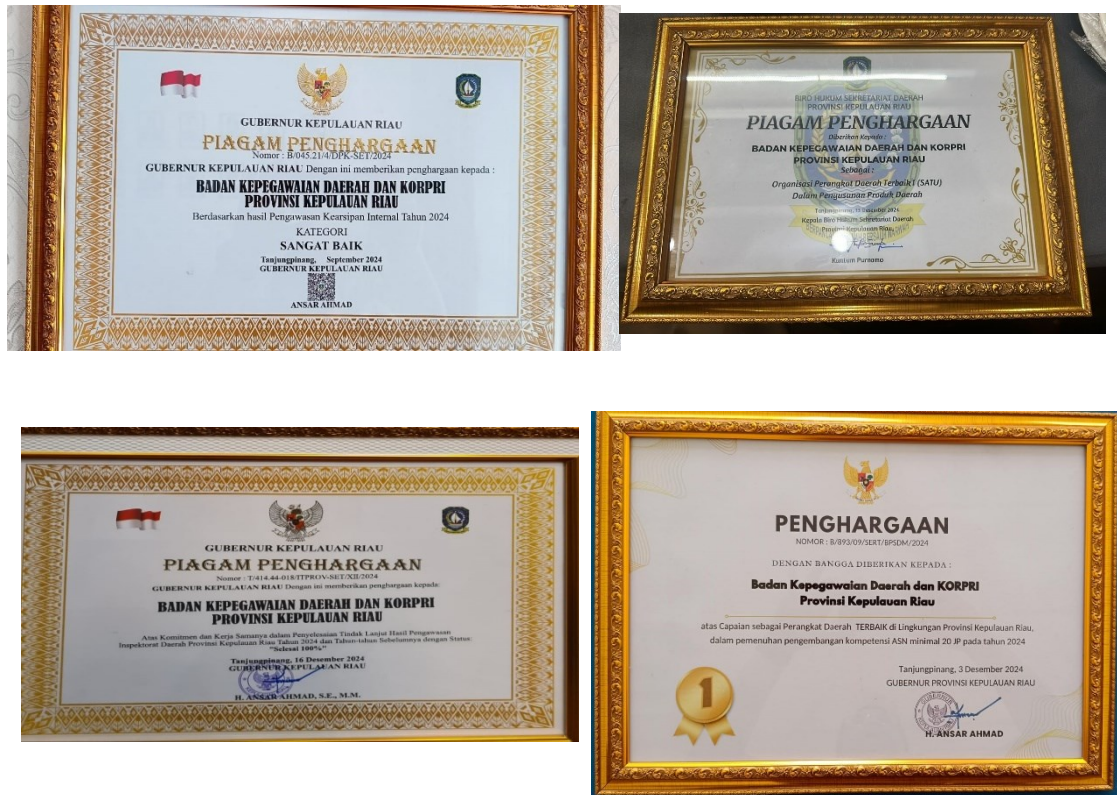 GUBERNUR KEPULAUAN RIAU
PIAGAM PENGHARGAAN
Nomor : B/045.21/4/DPK-SET/2024
GUBERNUR KEPULAUAN RIAU Dengan ini memberikan penghargaan kepada :
BADAN KEPEGAWAIAN DAERAH DAN KORPRI
PROVINSI KEPULAUAN RIAU
Berdasarkan hasil Pengawasan Kearsipan Internal Tahun 2024
KATEGORI
SANGAT BAIK
Tanjungpinang, September 2024
GUBERNUR KEPULAUAN RIAU
ANSAR AHMAD
BIRO HUKUM SEKRETARIAT DAERAH
PROVINSI KEPULAUAN RIAU
PIAGAM PENGHARGAAN
Diberikan Kepada :
BADAN KEPEGAWAIAN DAERAH DAN KORPRI
PROVINSI KEPULAUAN RIAU
Sebagai :
Organisasi Perangkat Daerah Terbaik I (SATU)
Dalam Penyusunan Produk Daerah
Tanjungpinang, Desember 2024
Kepala Biro Hukum Sekretariat Daerah
Provinsi Kepulauan Riau,
Kuntum Purnomo
GUBERNUR KEPULAUAN RIAU
PIAGAM PENGHARGAAN
Nomor : T/414.44-018/ITPROV-SET/XII/2024
GUBERNUR KEPULAUAN RIAU Dengan ini memberikan penghargaan kepada:
BADAN KEPEGAWAIAN DAERAH DAN KORPRI
PROVINSI KEPULAUAN RIAU
Atas Komitmen dan Kerja Samanya dalam Penyelesaian Tindak Lanjut Hasil Pengawasan
Inspektorat Daerah Provinsi Kepulauan Riau Tahun 2024 dan Tahun-tahun Sebelumnya dengan Status:
"Selesai 100%"
Tanjungpinang, 16 Desember 2024
GUBERNUR KEPULAUAN RIAU
H. ANSAR AHMAD, S.E., M.M.
PENGHARGAAN
NOMOR : B/893/09/SERT/BPSDM/2024
DENGAN BANGGA DIBERIKAN KEPADA :
Badan Kepegawaian Daerah dan KORPRI
Provinsi Kepulauan Riau
atas Capaian sebagai Perangkat Daerah TERBAIK di Lingkungan Provinsi Kepulauan Riau,
dalam pemenuhan pengembangan kompetensi ASN minimal 20 JP pada tahun 2024
Tanjungpinang, 3 Desember 2024
GUBERNUR PROVINSI KEPULAUAN RIAU
1
H. ANSAR AHMAD